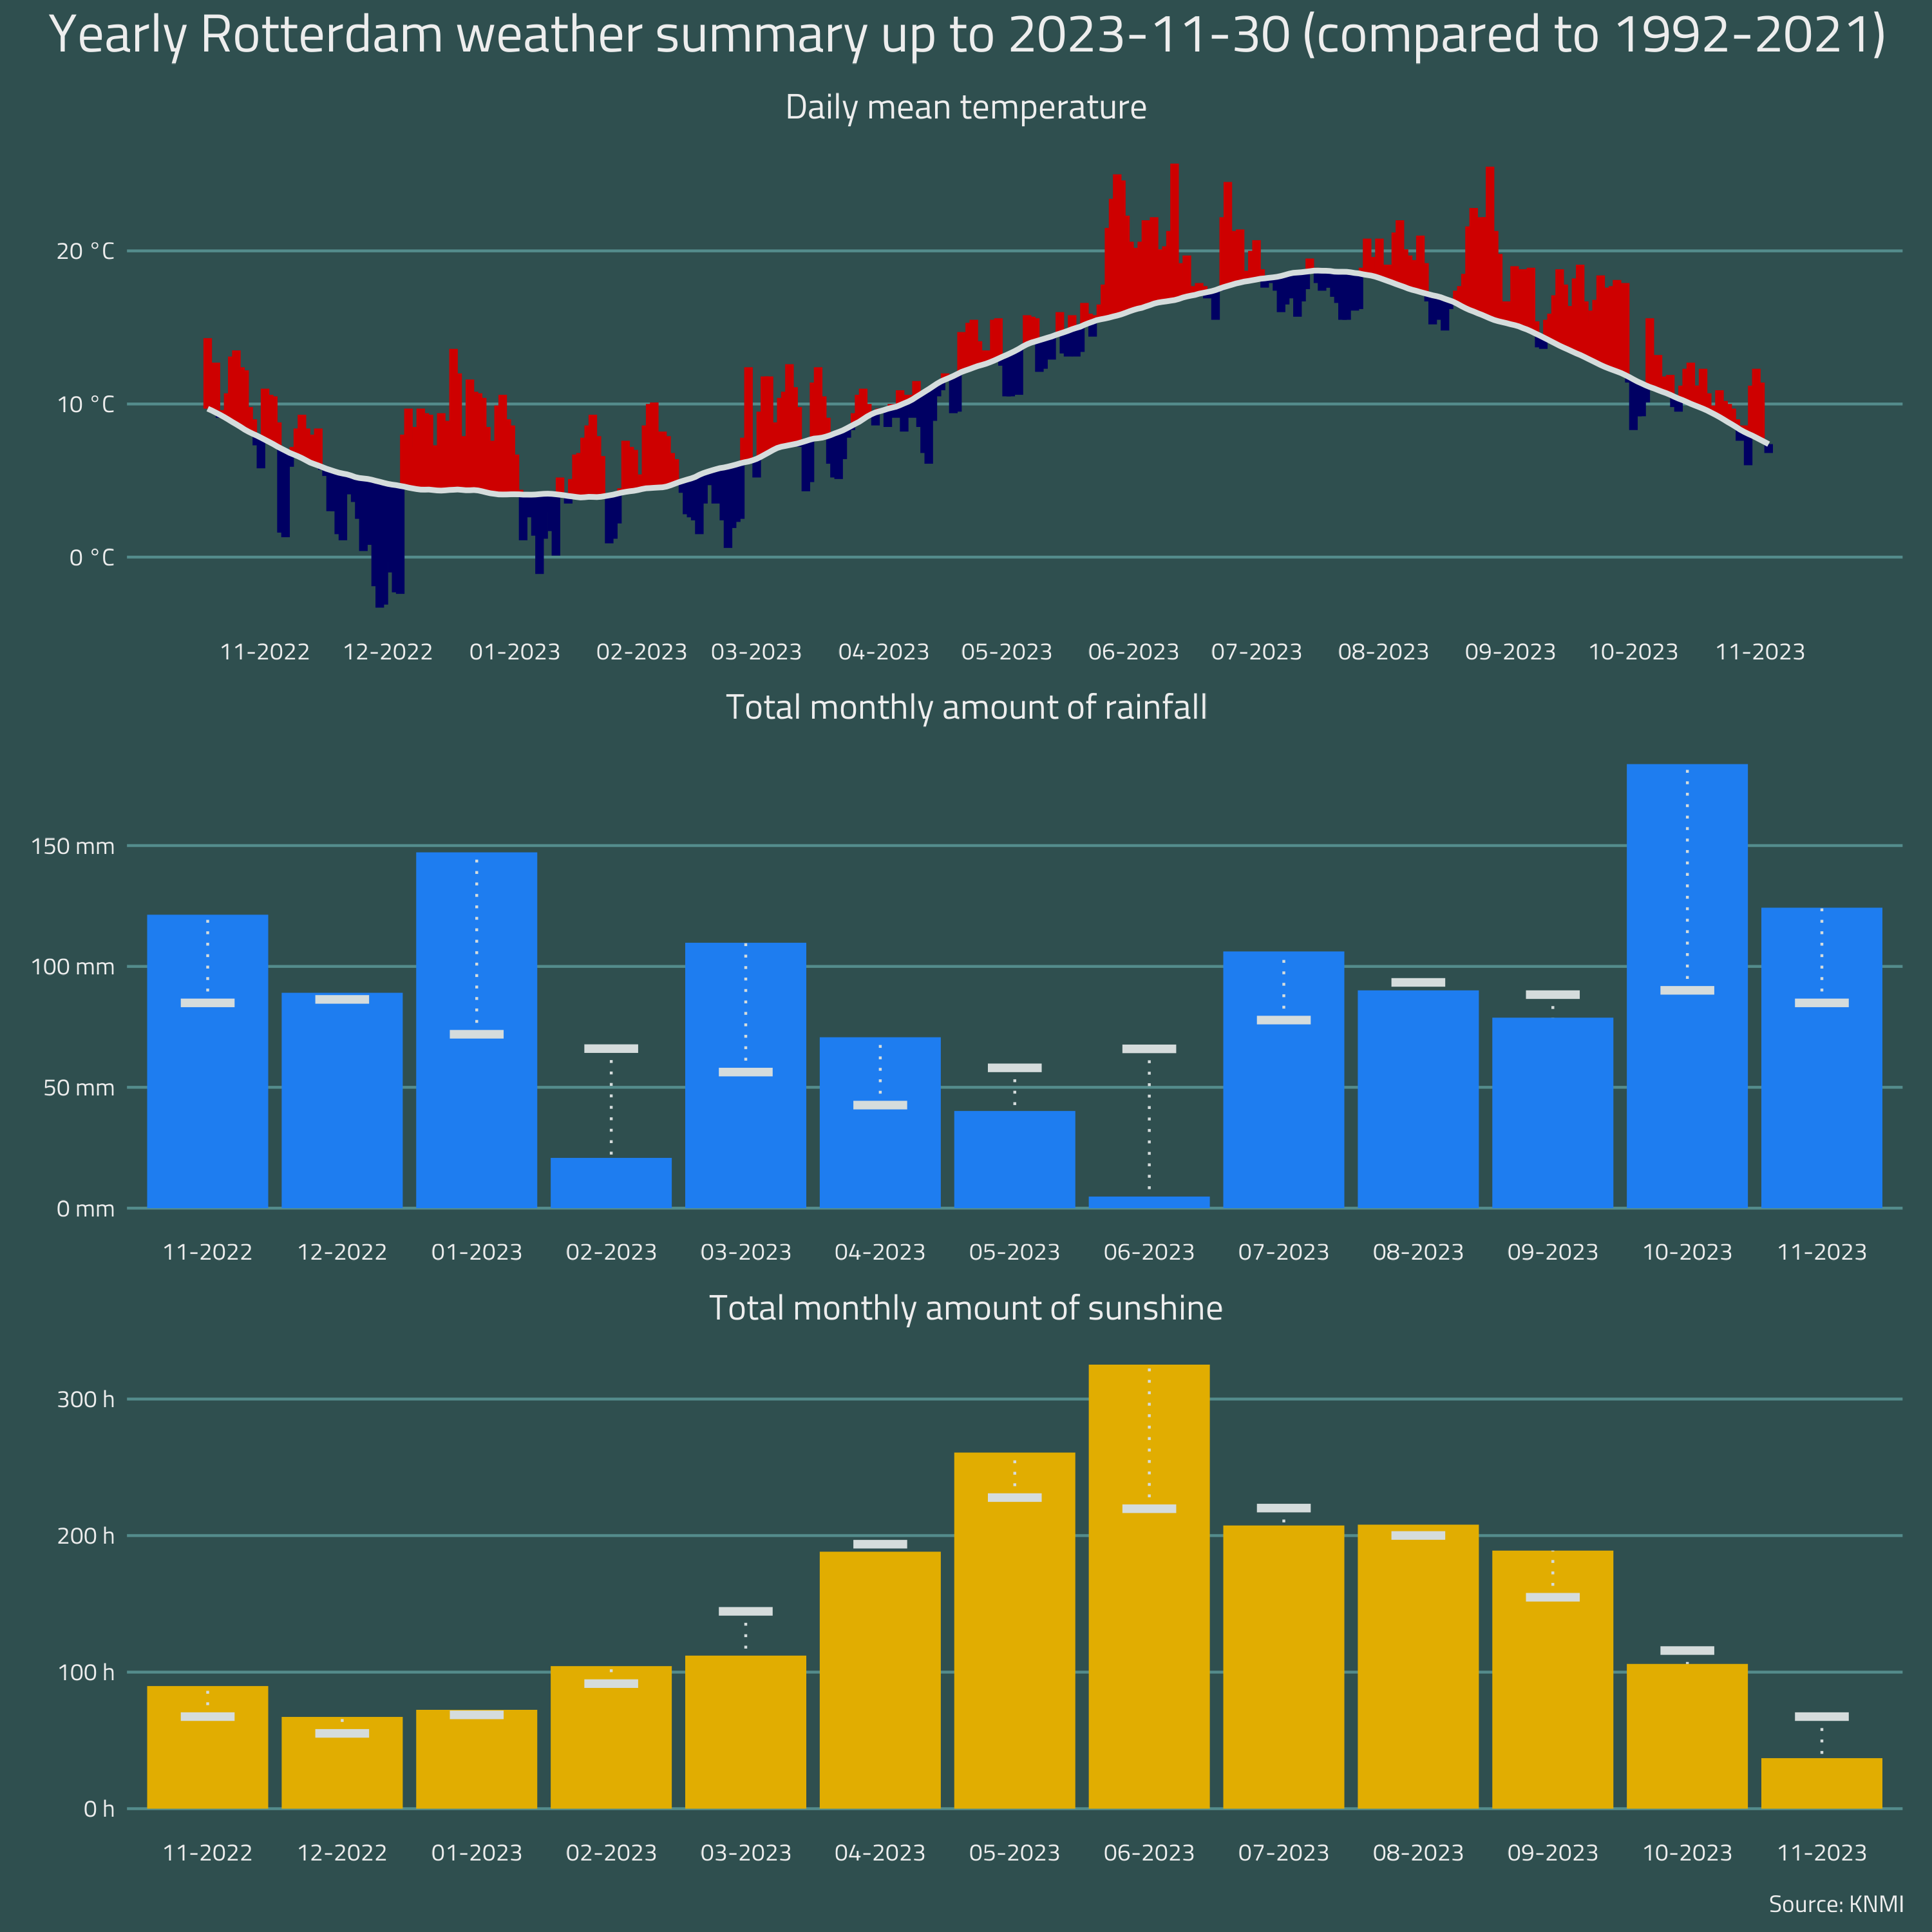 Yearly Rotterdam weather summary up to 2023-11-30 (compared to 1992-2021)
Daily mean temperature
20 °C
10 °C
0 °C
11-2022 12-2022 01-2023 02-2023 03-2023 04-2023 05-2023 06-2023 07-2023 08-2023 09-2023 10-2023 11-2023
Total monthly amount of rainfall
150 mm
100 mm
50 mm
0 mm
11-2022 12-2022 01-2023 02-2023 03-2023 04-2023 05-2023 06-2023 07-2023 08-2023 09-2023 10-2023 11-2023
Total monthly amount of sunshine
300 h
200 h
100 h
0 h
11-2022 12-2022 01-2023 02-2023 03-2023 04-2023 05-2023 06-2023 07-2023 08-2023 09-2023 10-2023 11-2023
Source: KNMI